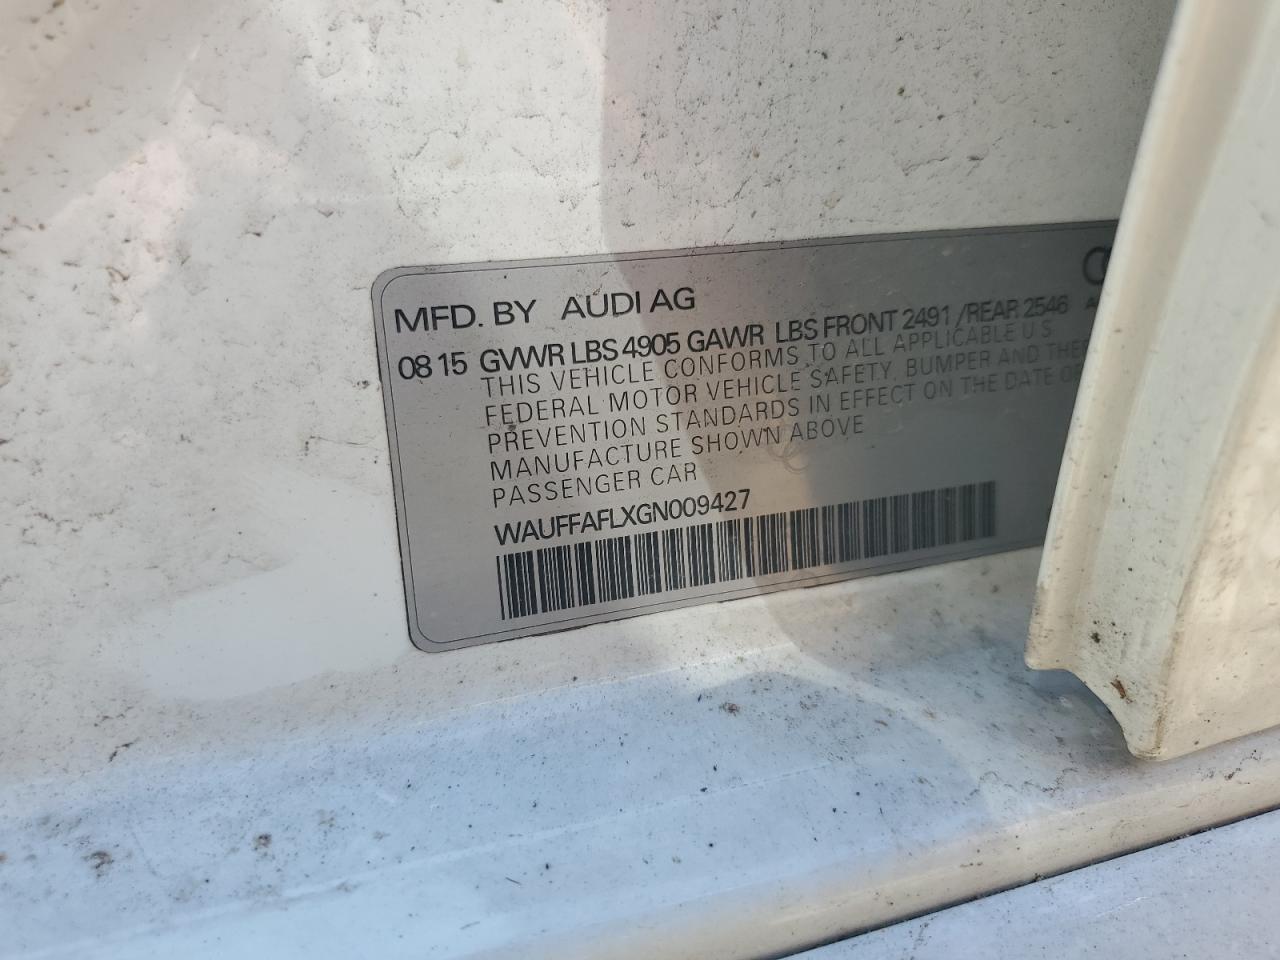 MFD. BY AUDI AG
08 15 GVWR LBS 4905 GAWR LBS FRONT 2491 /REAR 2546
THIS VEHICLE CONFORMS TO ALL APPLICABLE U S
FEDERAL MOTOR VEHICLE SAFETY, BUMPER AND
PREVENTION STANDARDS IN EFFECT ON THE DATE
MANUFACTURE SHOWN ABOVE
PASSENGER CAR
WAUFFAFLXGN009427